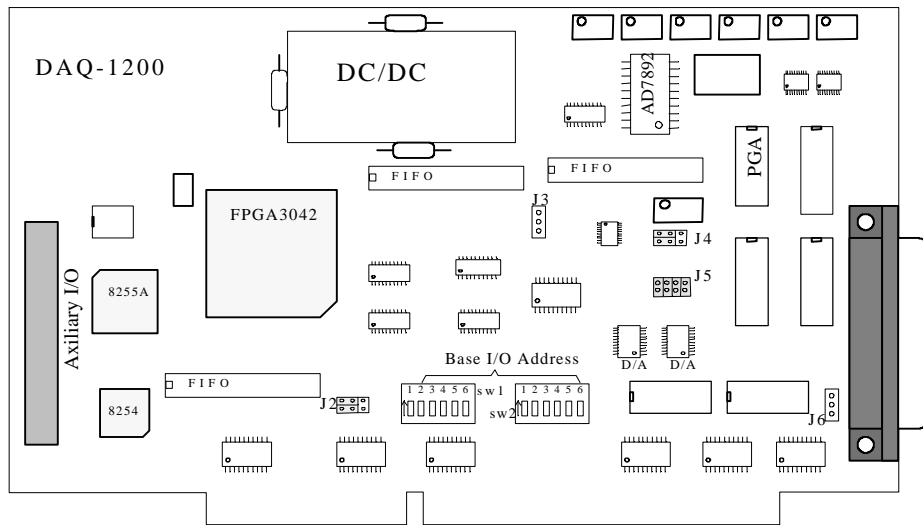 DAQ-1200
DC/DC
AD7892
FIFO
FIFO
PGA
J3
J4
FPGA3042
J5
Axiliary I/O
8255A
D/A
D/A
Base I/O Address
FIFO
J2
1 2 3 4 5 6
sw1
sw2
1 2 3 4 5 6
J6
8254